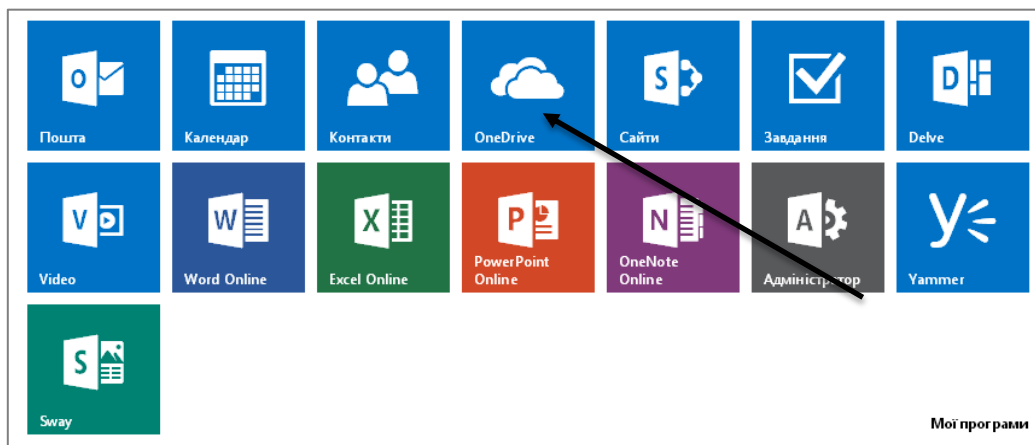 Пошта
Календар
Контакти
OneDrive
Сайти
Завдання
Delve
Video
Word Online
Excel Online
PowerPoint
Online
OneNote
Online
Адміністратор
Yammer
Sway
Мої програми